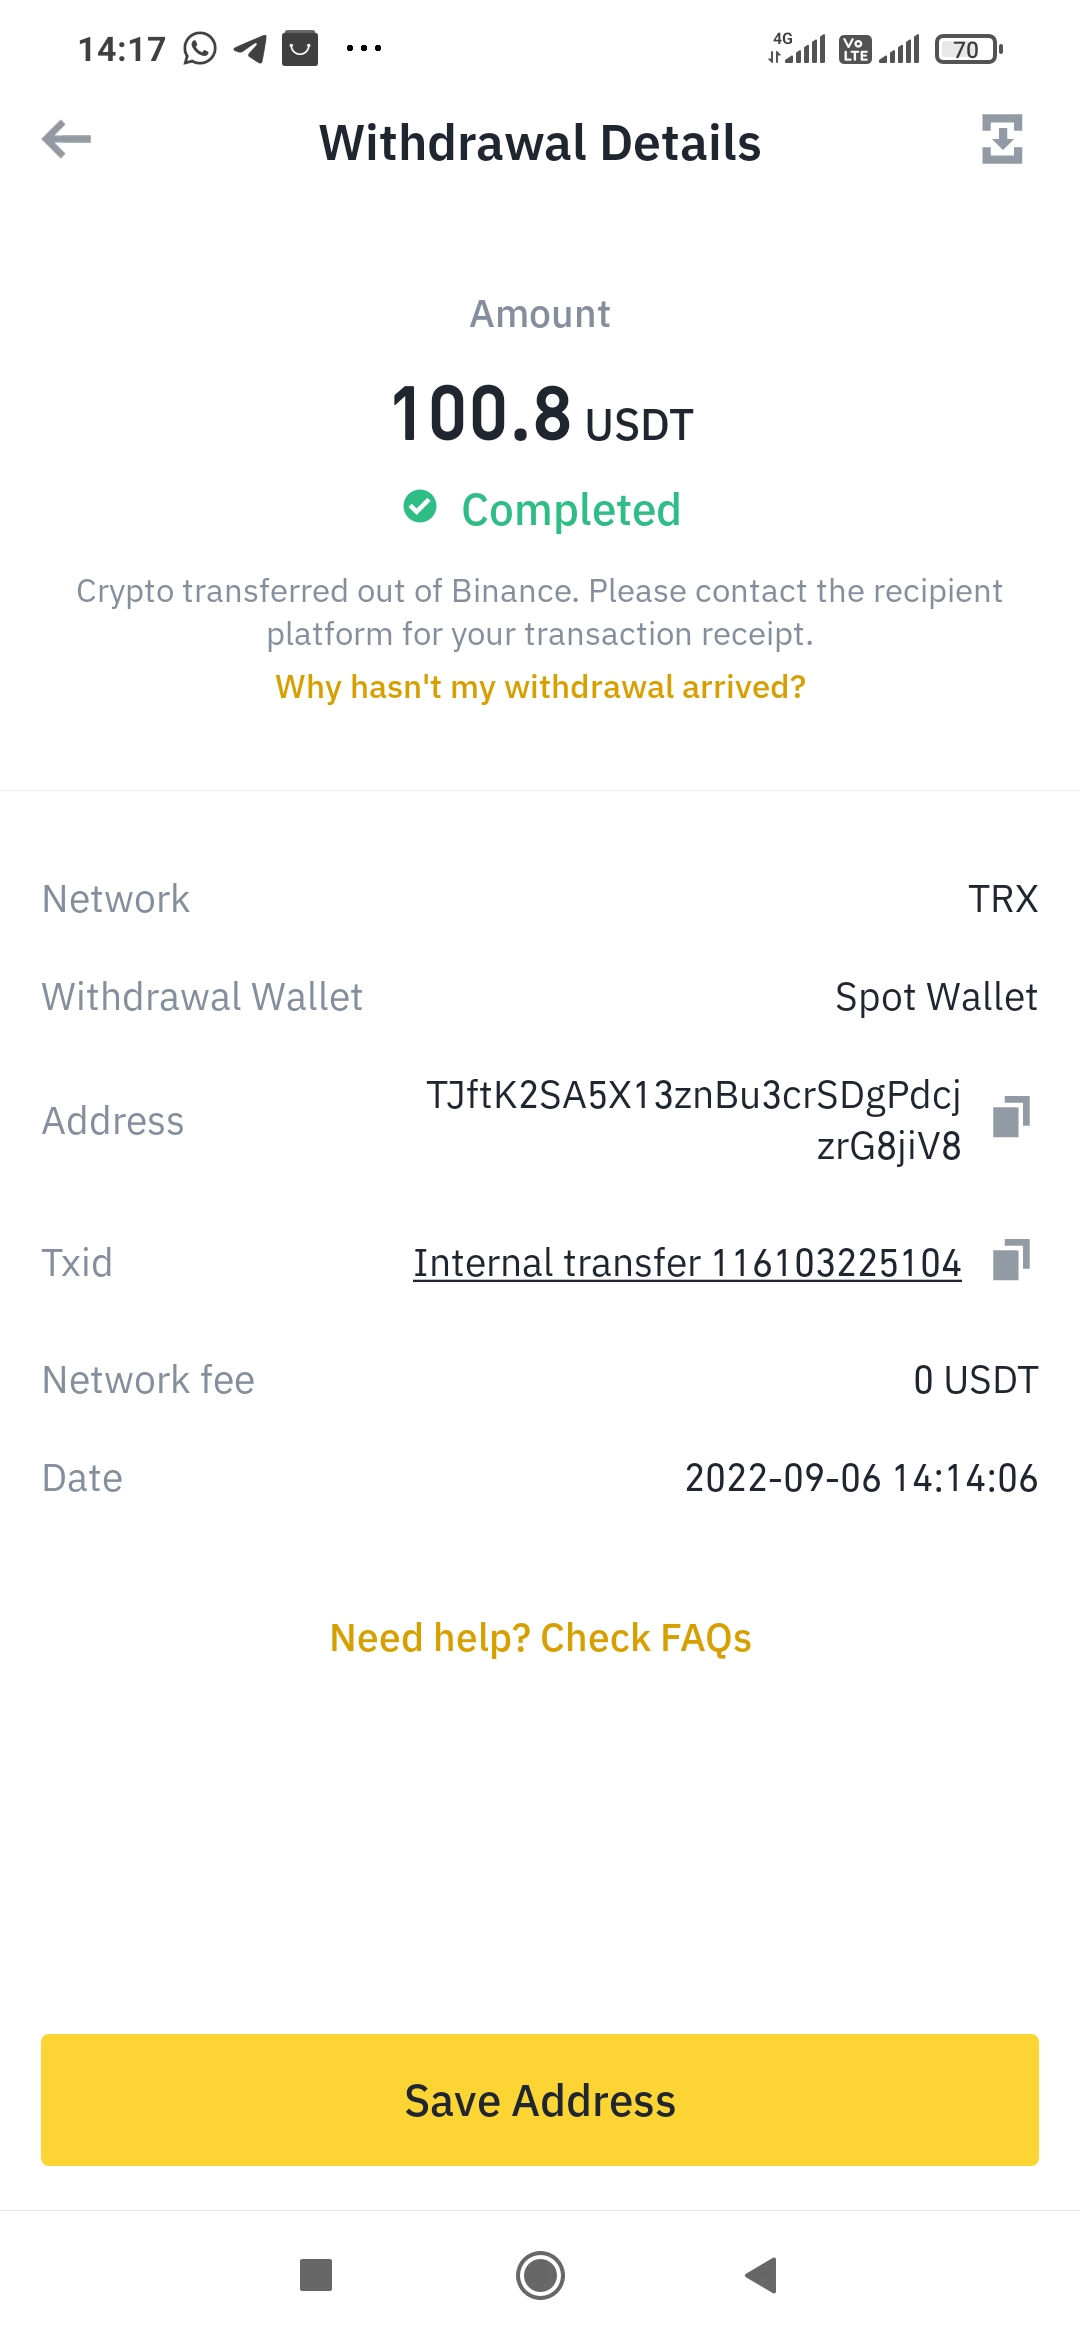 14:17
4G
Vo
LTE
70
Withdrawal Details
Amount
100.8 USDT
Completed
Crypto transferred out of Binance. Please contact the recipient
platform for your transaction receipt.
Why hasn't my withdrawal arrived?
Network TRX
Withdrawal Wallet Spot Wallet
Address TJftK2SA5X13znBu3crSDgPdcj
zrG8jiV8
Txid Internal transfer 116103225104
Network fee 0 USDT
Date 2022-09-06 14:14:06
Need help? Check FAQs
Save Address